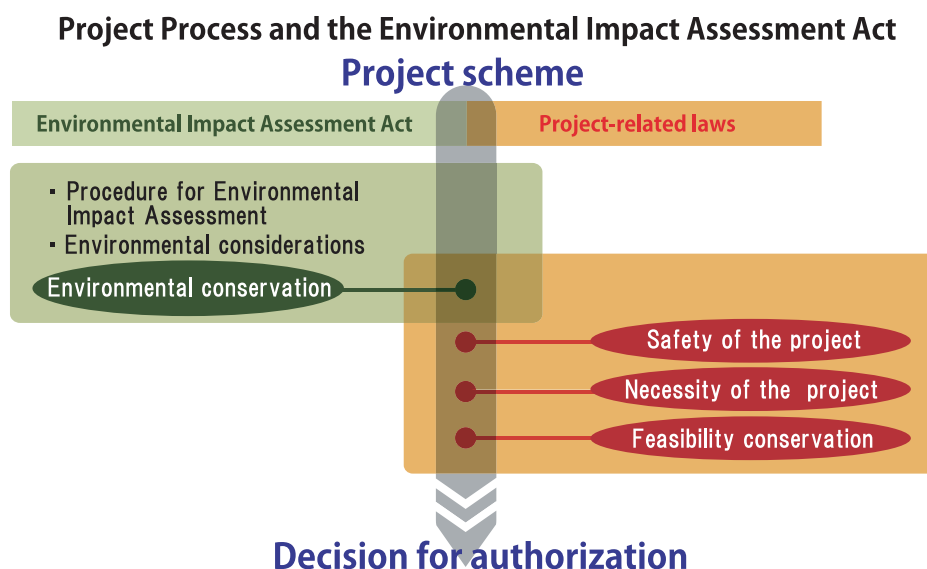 Project Process and the Environmental Impact Assessment Act
Project scheme
Environmental Impact Assessment Act
Project-related laws
・Procedure for Environmental
Impact Assessment
・Environmental considerations
Environmental conservation
Safety of the project
Necessity of the project
Feasibility conservation
Decision for authorization